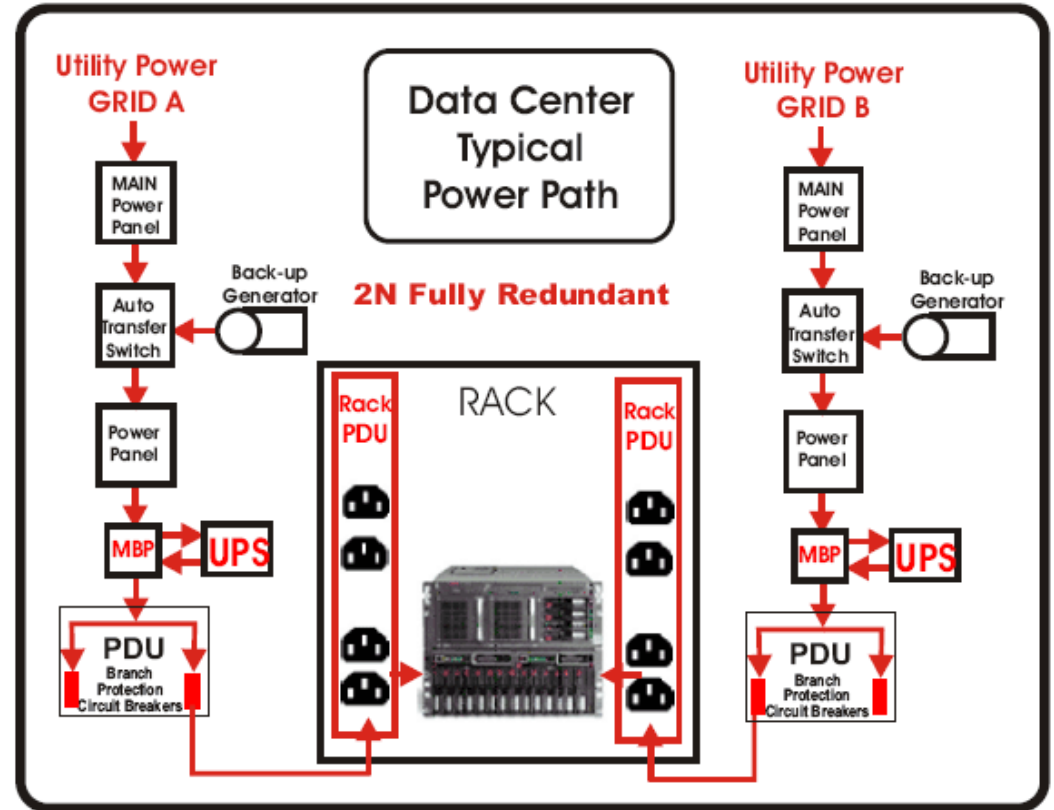 Utility Power
GRID A
MAIN
Power
Panel
Auto
Transfer
Switch
Back-up
Generator
Power
Panel
MBP
UPS
PDU
Branch
Protection
Circuit Breakers
Data Center
Typical
Power Path
2N Fully Redundant
RACK
Rack
PDU
Rack
PDU
Utility Power
GRID B
MAIN
Power
Panel
Auto
Transfer
Switch
Back-up
Generator
Power
Panel
MBP
UPS
PDU
Branch
Protection
Circuit Breakers